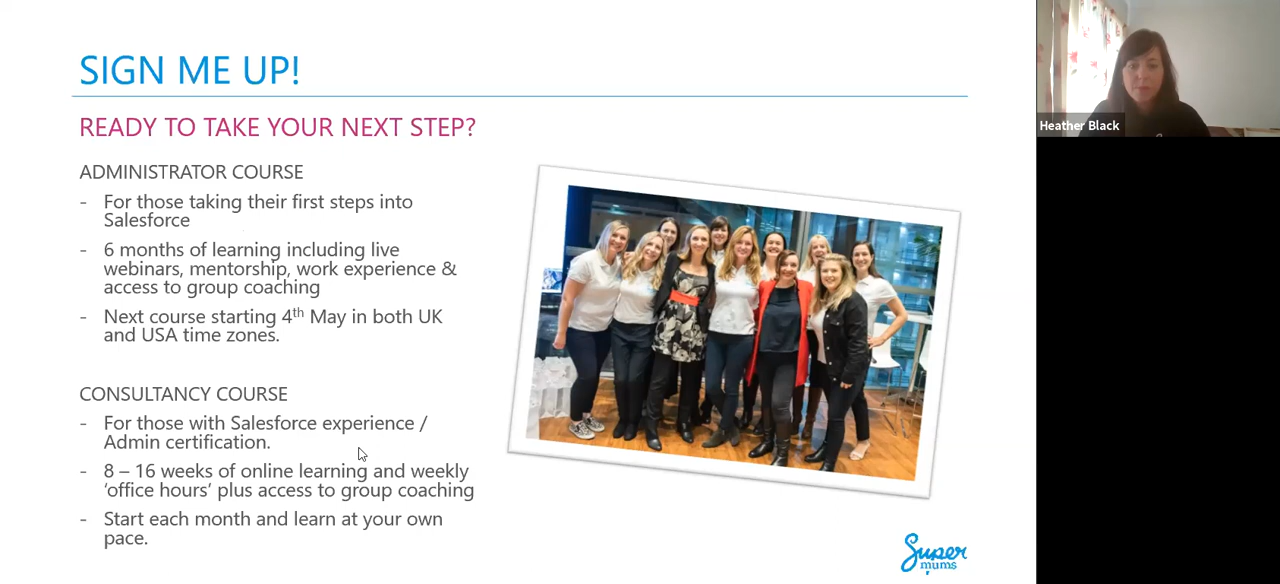 SIGN ME UP!
READY TO TAKE YOUR NEXT STEP?
ADMINISTRATOR COURSE
- For those taking their first steps into
Salesforce
- 6 months of learning including live
webinars, mentorship, work experience &
access to group coaching
- Next course starting 4th May in both UK
and USA time zones.
CONSULTANCY COURSE
- For those with Salesforce experience /
Admin certification.
- 8 – 16 weeks of online learning and weekly
‘office hours’ plus access to group coaching
- Start each month and learn at your own
pace.
Super
mums
Heather Black